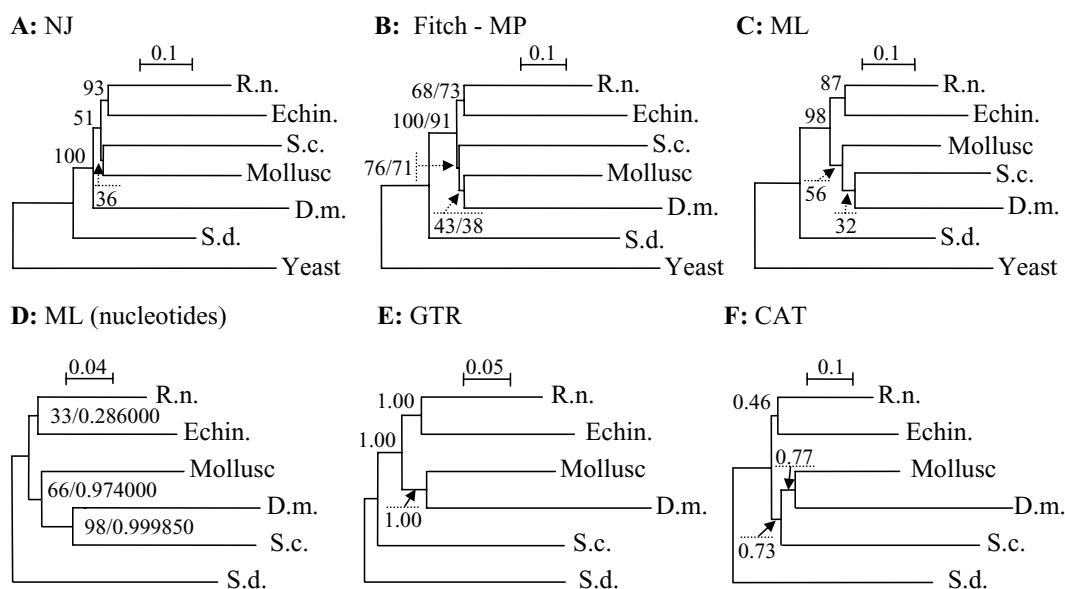 A: NJ
0.1
93
R.n.
51
Echin.
S.c.
100
Mollusc
36
D.m.
S.d.
Yeast
B: Fitch - MP
0.1
68/73
R.n.
Echin.
100/91
S.c.
76/71
Mollusc
43/38
D.m.
S.d.
Yeast
C: ML
0.1
87
R.n.
98
Echin.
Mollusc
S.c.
56
32
D.m.
S.d.
Yeast
D: ML (nucleotides)
0.04
R.n.
33/0.286000
Echin.
Mollusc
66/0.974000
D.m.
98/0.999850
S.c.
S.d.
E: GTR
0.05
1.00
R.n.
Echin.
1.00
Mollusc
1.00
D.m.
S.c.
S.d.
F: CAT
0.1
0.46
R.n.
Echin.
0.77
Mollusc
D.m.
0.73
S.c.
S.d.